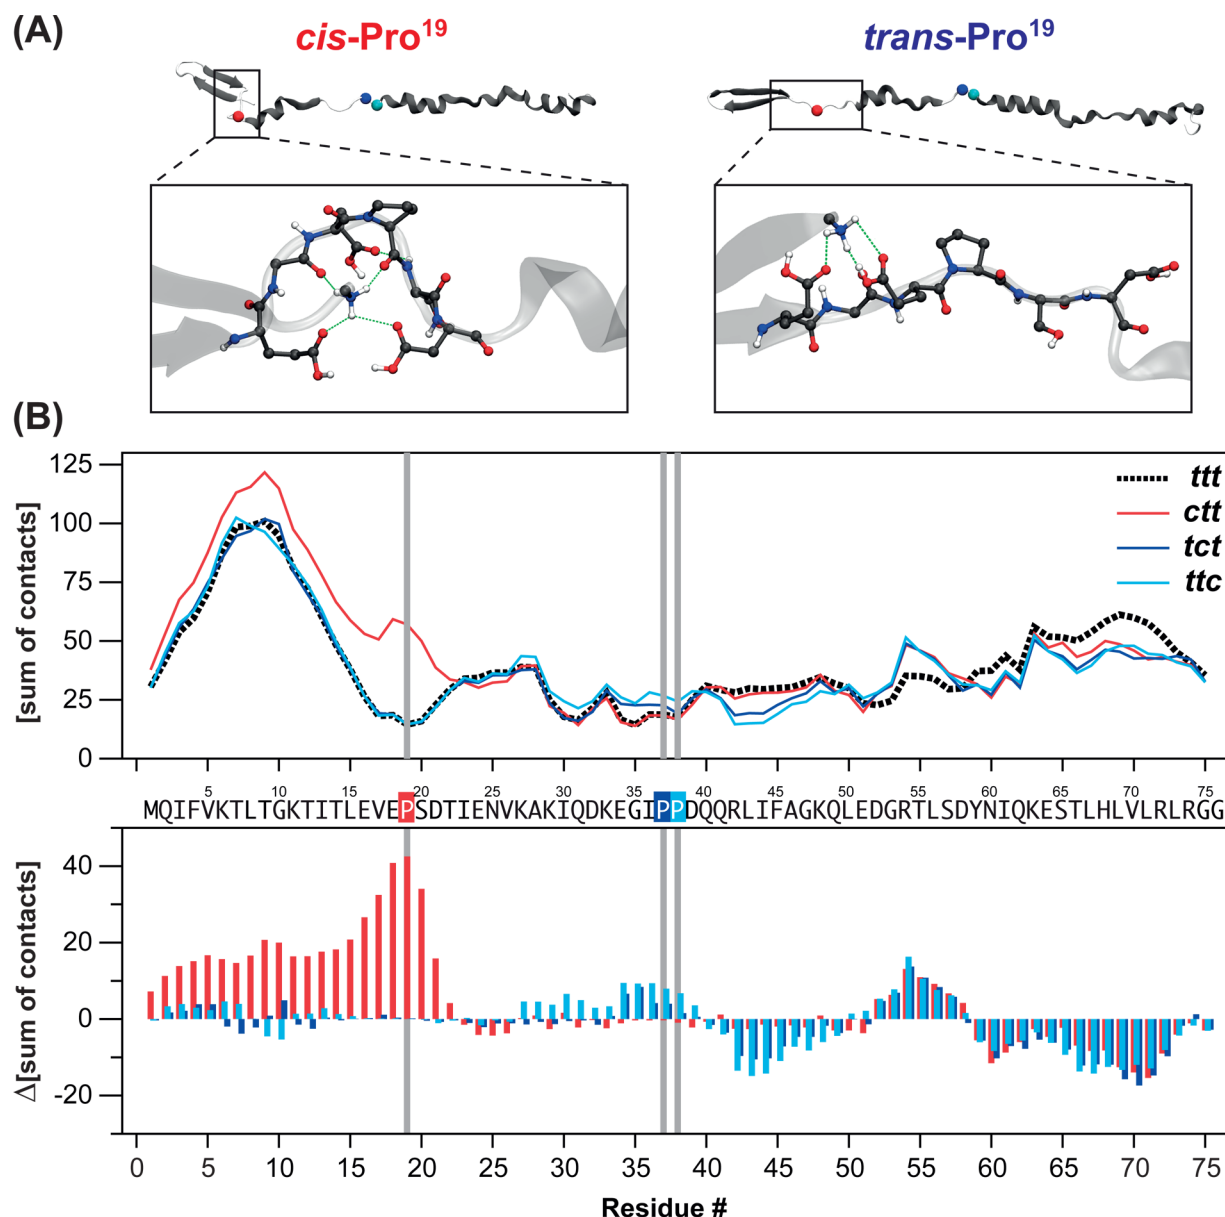 (A)
cis-Pro19
trans-Pro19
(B)
[sum of contacts]
125
100
75
50
25
0
ttt
ctt
tct
ttc
5 10 15 20 25 30 35 40 45 50 55 60 65 70 75
MQIFVKTLTGKTITLEVEPSDTIENVKAKIQDKEGIPPDQQRLIFAGKQLEDGRTLSDYNIQKESTLHLVLRLRGG
Δ[sum of contacts]
40
20
0
-20
0 5 10 15 20 25 30 35 40 45 50 55 60 65 70 75
Residue #